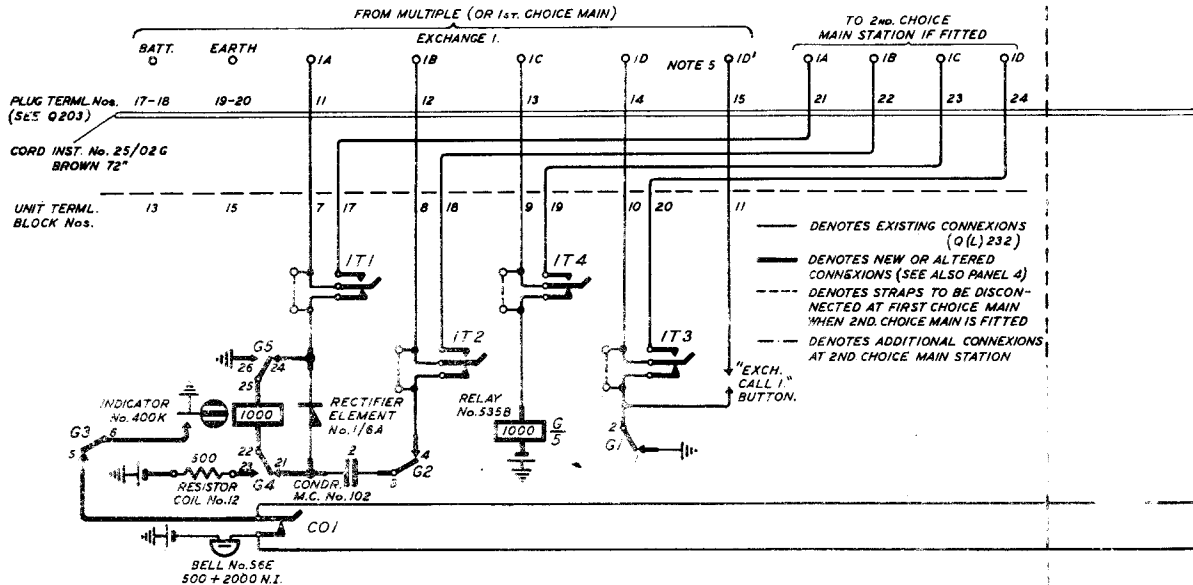 FROM MULTIPLE (OR 1ST. CHOICE MAIN)
EXCHANGE 1.
TO 2ND. CHOICE
MAIN STATION IF FITTED
BATT. EARTH 1A 1B 1C 1D NOTE 5 1D¹ 1A 1B 1C 1D
PLUG TERML. Nos. 17-18 19-20 11 12 13 14 15 21 22 23 24
(SEE Q203)
CORD INST. No. 25/02 G
BROWN 72"
UNIT TERML. 13 15 7 17 8 18 9 19 10 20 11
BLOCK Nos.
DENOTES EXISTING CONNEXIONS
(Q(L) 232)
DENOTES NEW OR ALTERED
CONNEXIONS (SEE ALSO PANEL 4)
DENOTES STRAPS TO BE DISCON-
NECTED AT FIRST CHOICE MAIN
WHEN 2ND. CHOICE MAIN IS FITTED
DENOTES ADDITIONAL CONNEXIONS
AT 2ND CHOICE MAIN STATION
1T1
1T4
1T2
1T3
G5
26 24
25
INDICATOR
No. 400K
1000
RECTIFIER
ELEMENT
No. 1/6A
RELAY
No. 535B
1000
G
5
"EXCH.
CALL 1."
BUTTON.
G3
6
5
22
21
23
G4
500
RESISTOR
COIL No. 12
2
CONDR.
M.C. No. 102
4
3
G2
2
G1
1
CO1
BELL No. 56E
500 + 2000 N.I.